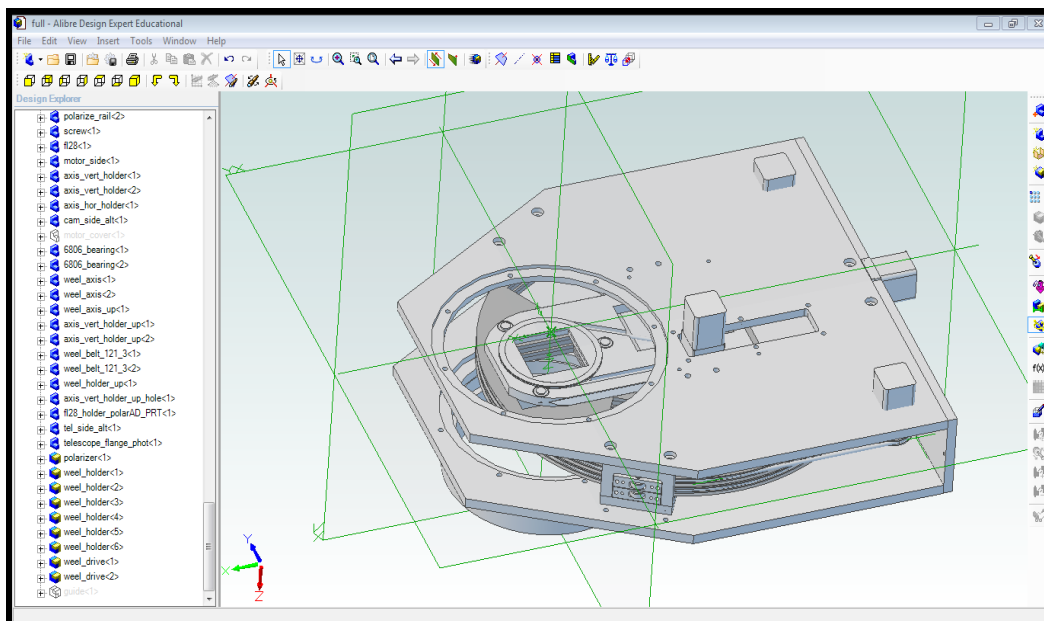 full - Alibre Design Expert Educational
File Edit View Insert Tools Window Help
Design Explorer
polarize_rail<2>
screw<1>
fl28<1>
motor_side<1>
axis_vert_holder<1>
axis_vert_holder<2>
axis_hor_holder<1>
cam_side_alt<1>
motor_cover<1>
6806_bearing<1>
6806_bearing<2>
weel_axis<1>
weel_axis<2>
weel_axis_up<1>
axis_vert_holder_up<1>
axis_vert_holder_up<2>
weel_belt_121_3<1>
weel_belt_121_3<2>
weel_holder_up<1>
axis_vert_holder_up_hole<1>
fl28_holder_polarAD_PRT<1>
tel_side_alt<1>
telescope_flange_phot<1>
polarizer<1>
weel_holder<1>
weel_holder<2>
weel_holder<3>
weel_holder<4>
weel_holder<5>
weel_holder<6>
weel_drive<1>
weel_drive<2>
guide<1>
Y
X
Z
f(x)